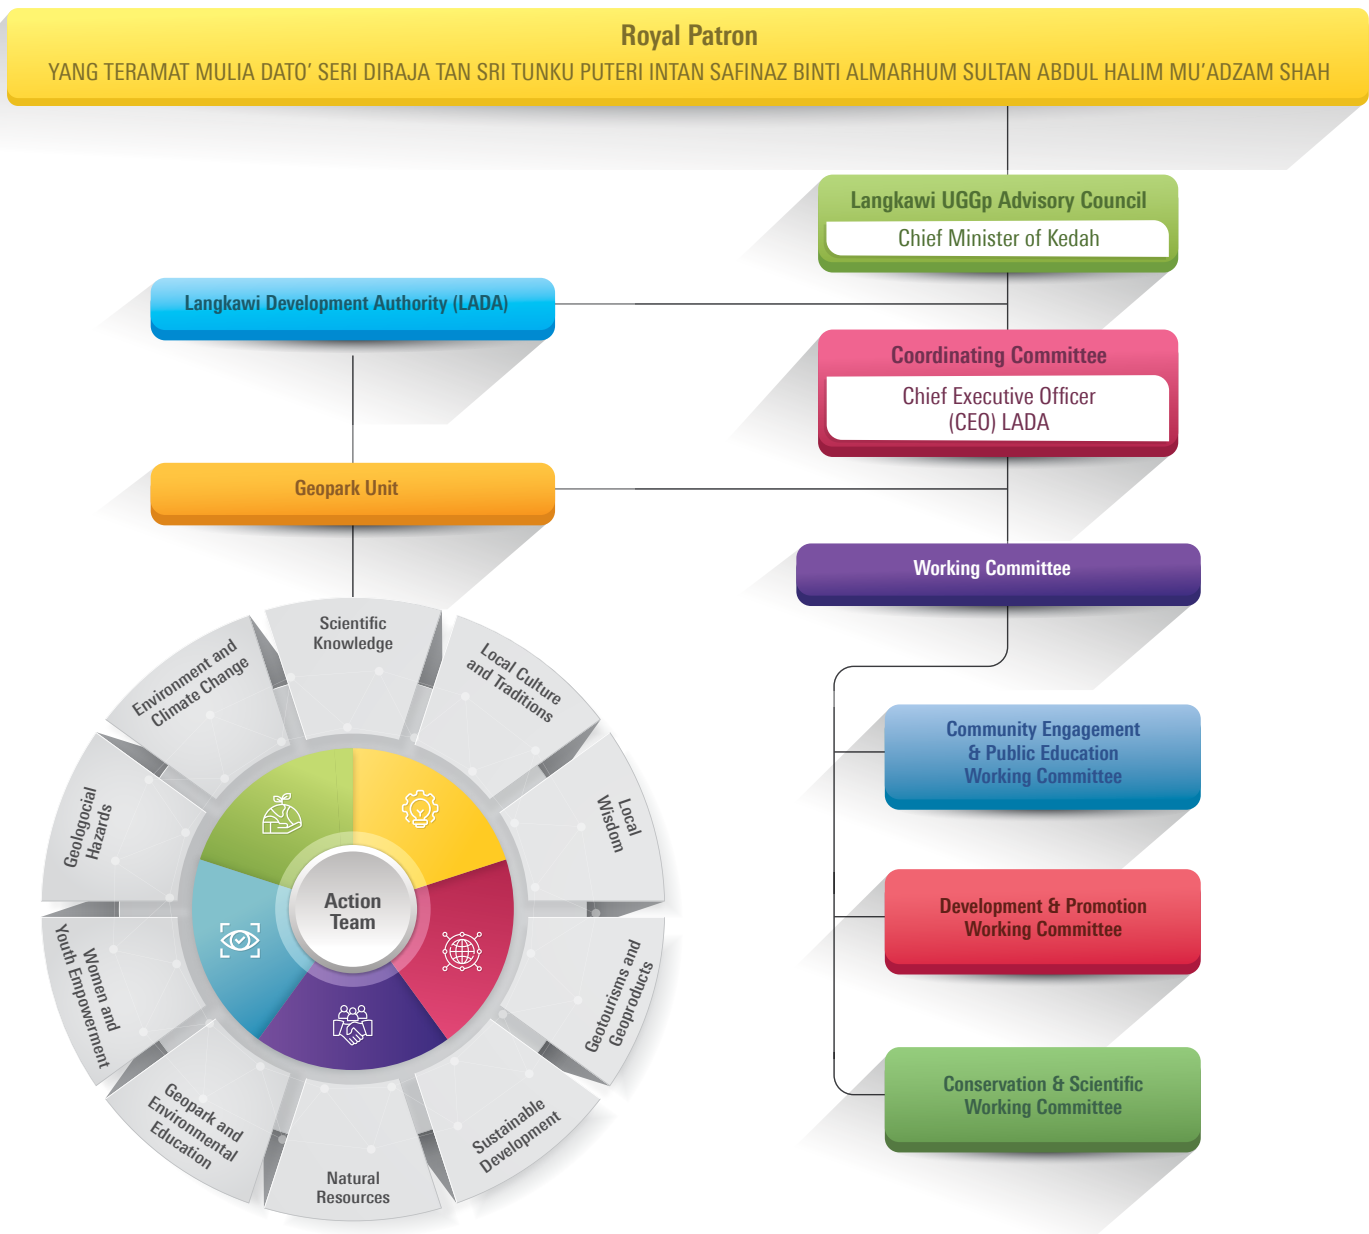 Royal Patron
YANG TERAMAT MULIA DATO' SERI DIRAJA TAN SRI TUNKU PUTERI INTAN SAFINAZ BINTI ALMARHUM SULTAN ABDUL HALIM MU'ADZAM SHAH
Langkawi UGGp Advisory Council
Chief Minister of Kedah
Langkawi Development Authority (LADA)
Coordinating Committee
Chief Executive Officer
(CEO) LADA
Geopark Unit
Working Committee
Scientific
Knowledge
Local Culture
and Traditions
Local
Wisdom
Geotourisms and
Geoproducts
Sustainable
Development
Natural
Resources
Geopark and
Environmental
Education
Women and
Youth Empowerment
Geologocial
Hazards
Environment and
Climate Change
Action
Team
Community Engagement
& Public Education
Working Committee
Development & Promotion
Working Committee
Conservation & Scientific
Working Committee